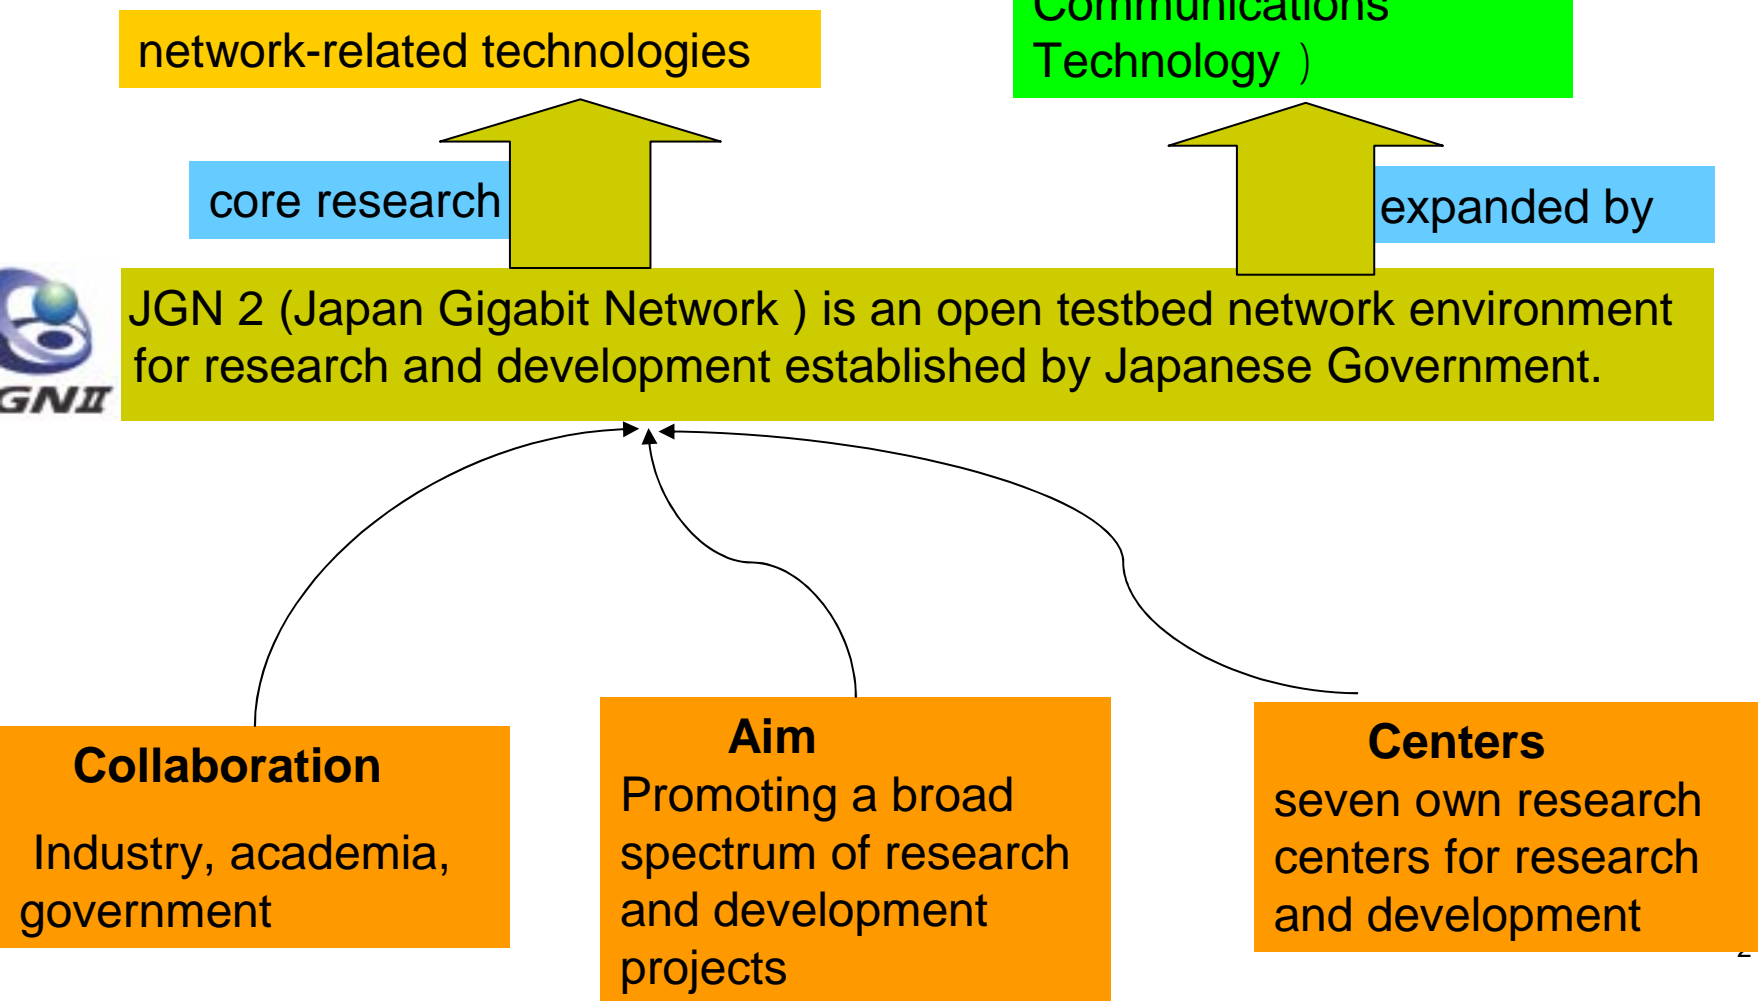 network-related technologies
Communications
Technology )
core research
expanded by
JGN 2 (Japan Gigabit Network ) is an open testbed network environment
for research and development established by Japanese Government.
GNII
Collaboration
Industry, academia,
government
Aim
Promoting a broad
spectrum of research
and development
projects
Centers
seven own research
centers for research
and development
2